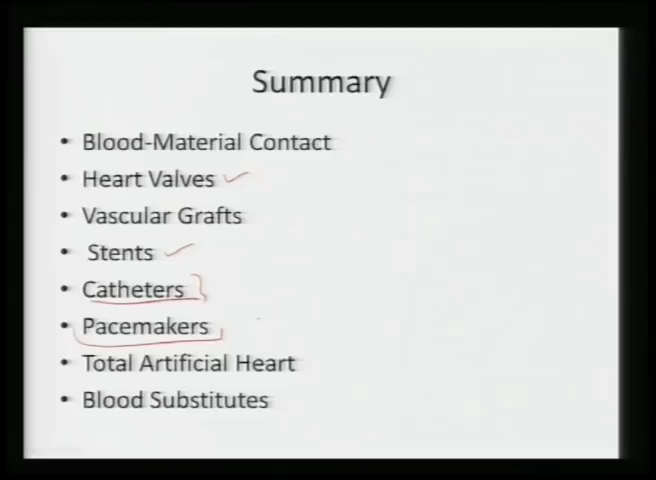 Summary
• Blood-Material Contact
• Heart Valves
• Vascular Grafts
• Stents
• Catheters
• Pacemakers
• Total Artificial Heart
• Blood Substitutes